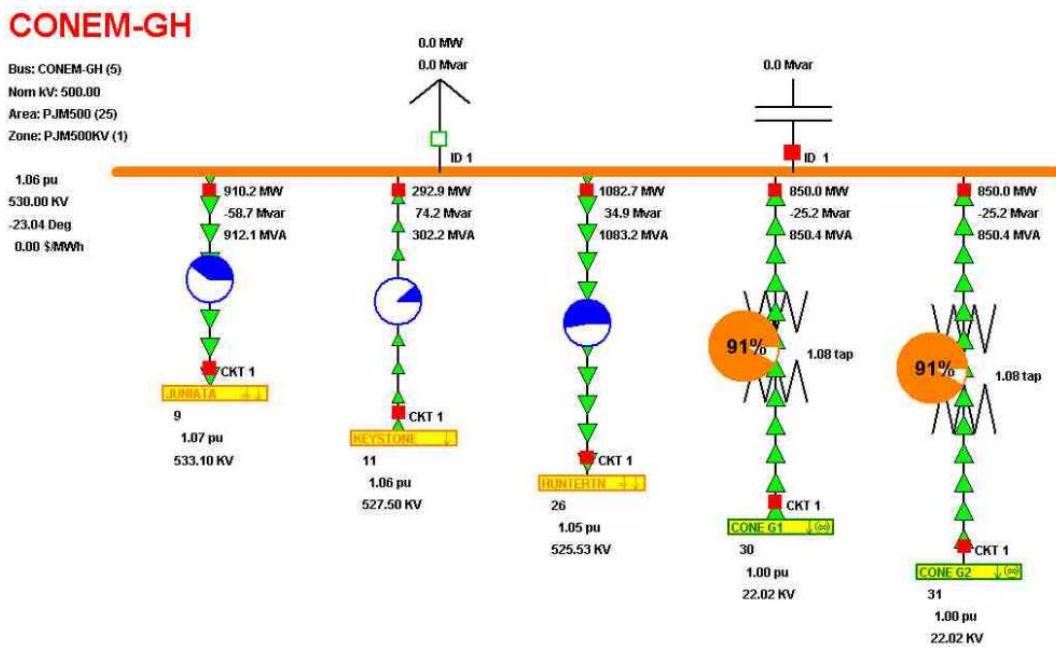 CONEM-GH
Bus: CONEM-GH (5)
Nom kV: 500.00
Area: PJM500 (25)
Zone: PJM500KV (1)
0.0 MW
0.0 Mvar
ID 1
0.0 Mvar
ID 1
1.06 pu
530.00 KV
-23.04 Deg
0.00 $/MWh
910.2 MW
-58.7 Mvar
912.1 MVA
CKT 1
JUNIATA
9
1.07 pu
533.10 KV
292.9 MW
74.2 Mvar
302.2 MVA
CKT 1
KEYSTONE
11
1.06 pu
527.50 KV
1082.7 MW
34.9 Mvar
1083.2 MVA
CKT 1
HUNTERTN
26
1.05 pu
525.53 KV
850.0 MW
-25.2 Mvar
850.4 MVA
91%
1.08 tap
CKT 1
CONE G1
30
1.00 pu
22.02 KV
850.0 MW
-25.2 Mvar
850.4 MVA
91%
1.08 tap
CKT 1
CONE G2
31
1.00 pu
22.02 KV